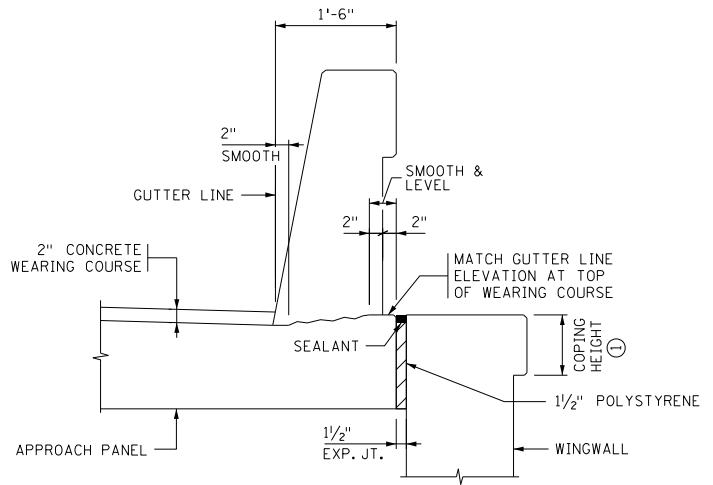 1'-6"
2"
SMOOTH
SMOOTH &
LEVEL
GUTTER LINE
2" 2"
2" CONCRETE
WEARING COURSE
MATCH GUTTER LINE
ELEVATION AT TOP
OF WEARING COURSE
SEALANT
COPING
HEIGHT
1
1½" POLYSTYRENE
1½"
EXP. JT.
APPROACH PANEL
WINGWALL